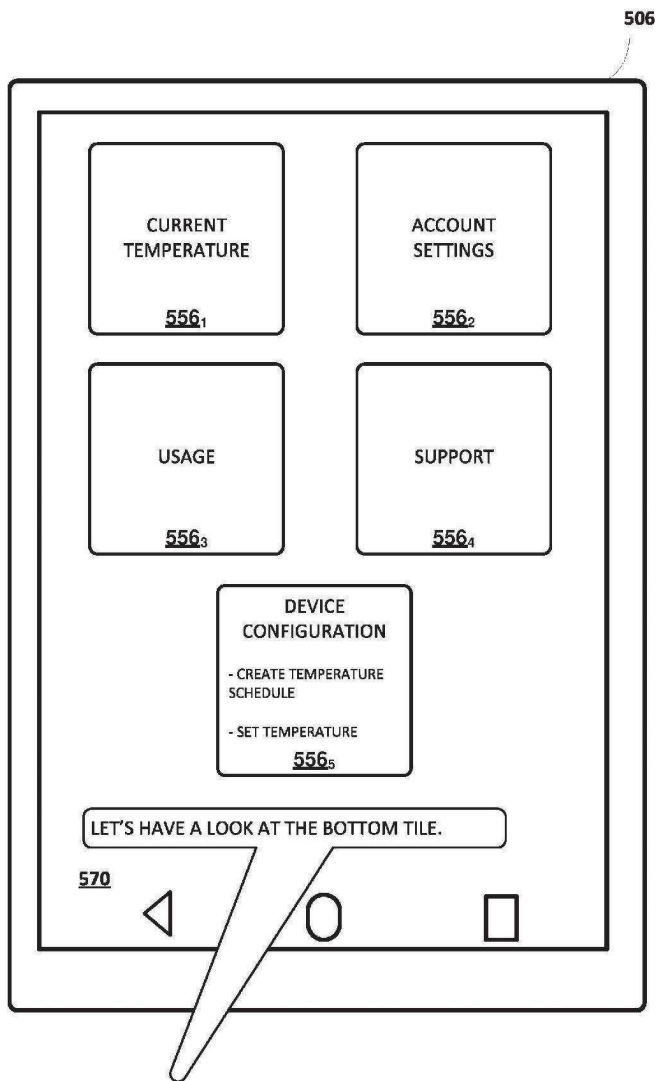 506
CURRENT
TEMPERATURE
556₁
ACCOUNT
SETTINGS
556₂
USAGE
556₃
SUPPORT
556₄
DEVICE
CONFIGURATION
- CREATE TEMPERATURE
SCHEDULE
- SET TEMPERATURE
556₅
LET'S HAVE A LOOK AT THE BOTTOM TILE.
570